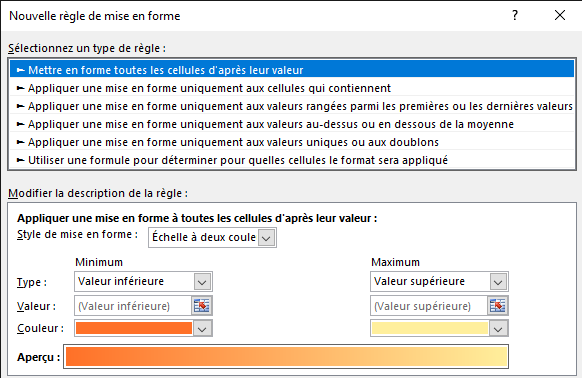 Nouvelle règle de mise en forme ? ×
Sélectionnez un type de règle :
► Mettre en forme toutes les cellules d'après leur valeur
► Appliquer une mise en forme uniquement aux cellules qui contiennent
► Appliquer une mise en forme uniquement aux valeurs rangées parmi les premières ou les dernières valeurs
► Appliquer une mise en forme uniquement aux valeurs au-dessus ou en dessous de la moyenne
► Appliquer une mise en forme uniquement aux valeurs uniques ou aux doublons
► Utiliser une formule pour déterminer pour quelles cellules le format sera appliqué
Modifier la description de la règle :
Appliquer une mise en forme à toutes les cellules d'après leur valeur :
Style de mise en forme : Échelle à deux coule
Minimum Maximum
Type : Valeur inférieure Valeur supérieure
Valeur : (Valeur inférieure) (Valeur supérieure)
Couleur :
Aperçu :